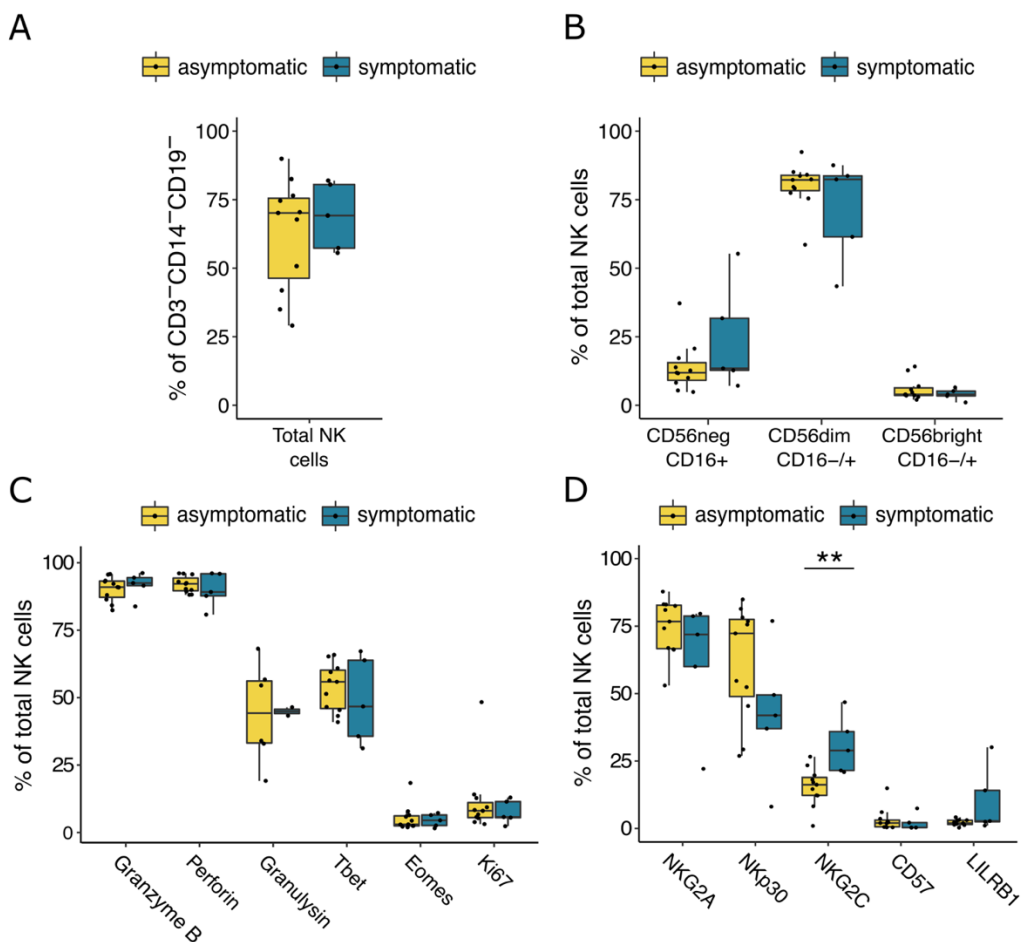 A
asymptomatic symptomatic
% of CD3−CD14−CD19−
100
75
50
25
0
Total NK
cells
B
asymptomatic symptomatic
% of total NK cells
100
75
50
25
0
CD56neg CD56dim CD56bright
CD16+ CD16−/+ CD16−/+
C
asymptomatic symptomatic
% of total NK cells
100
75
50
25
0
Granzyme B
Perforin
Granulysin
Tbet
Eomes
Ki67
D
asymptomatic symptomatic
% of total NK cells
100
75
50
25
0
**
NKG2A
NKp30
NKG2C
CD57
LILRB1